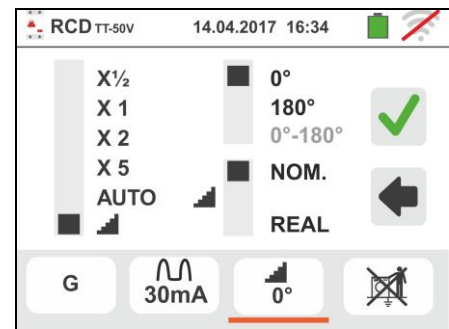 RCD TT-50V 14.04.2017 16:34
X½ 0°
X 1 180°
X 2 0°-180°
X 5 NOM.
AUTO
REAL
G 30mA 0°